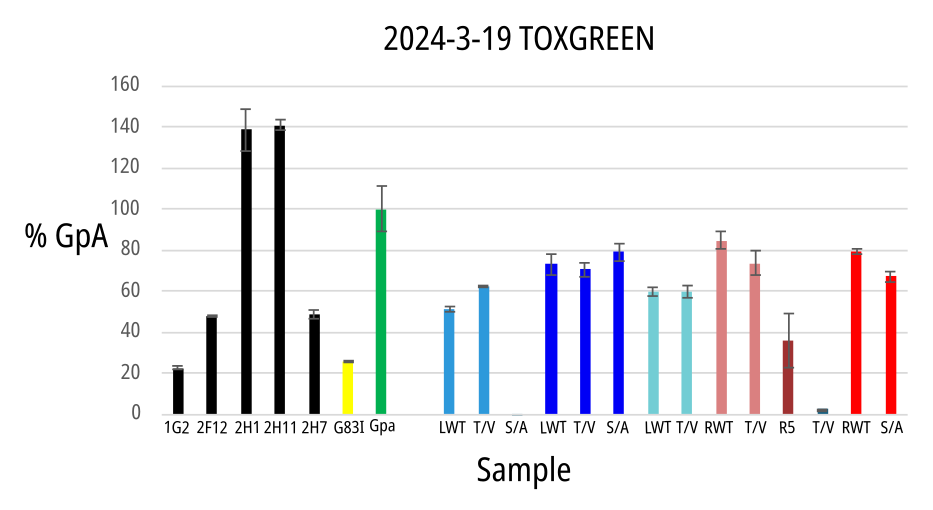 2024-3-19 TOXGREEN
160
140
120
100
80
60
40
20
0
% GpA
1G2 2F12 2H1 2H11 2H7 G83I Gpa LWT T/V S/A LWT T/V S/A LWT T/V RWT T/V R5 T/V RWT S/A
Sample